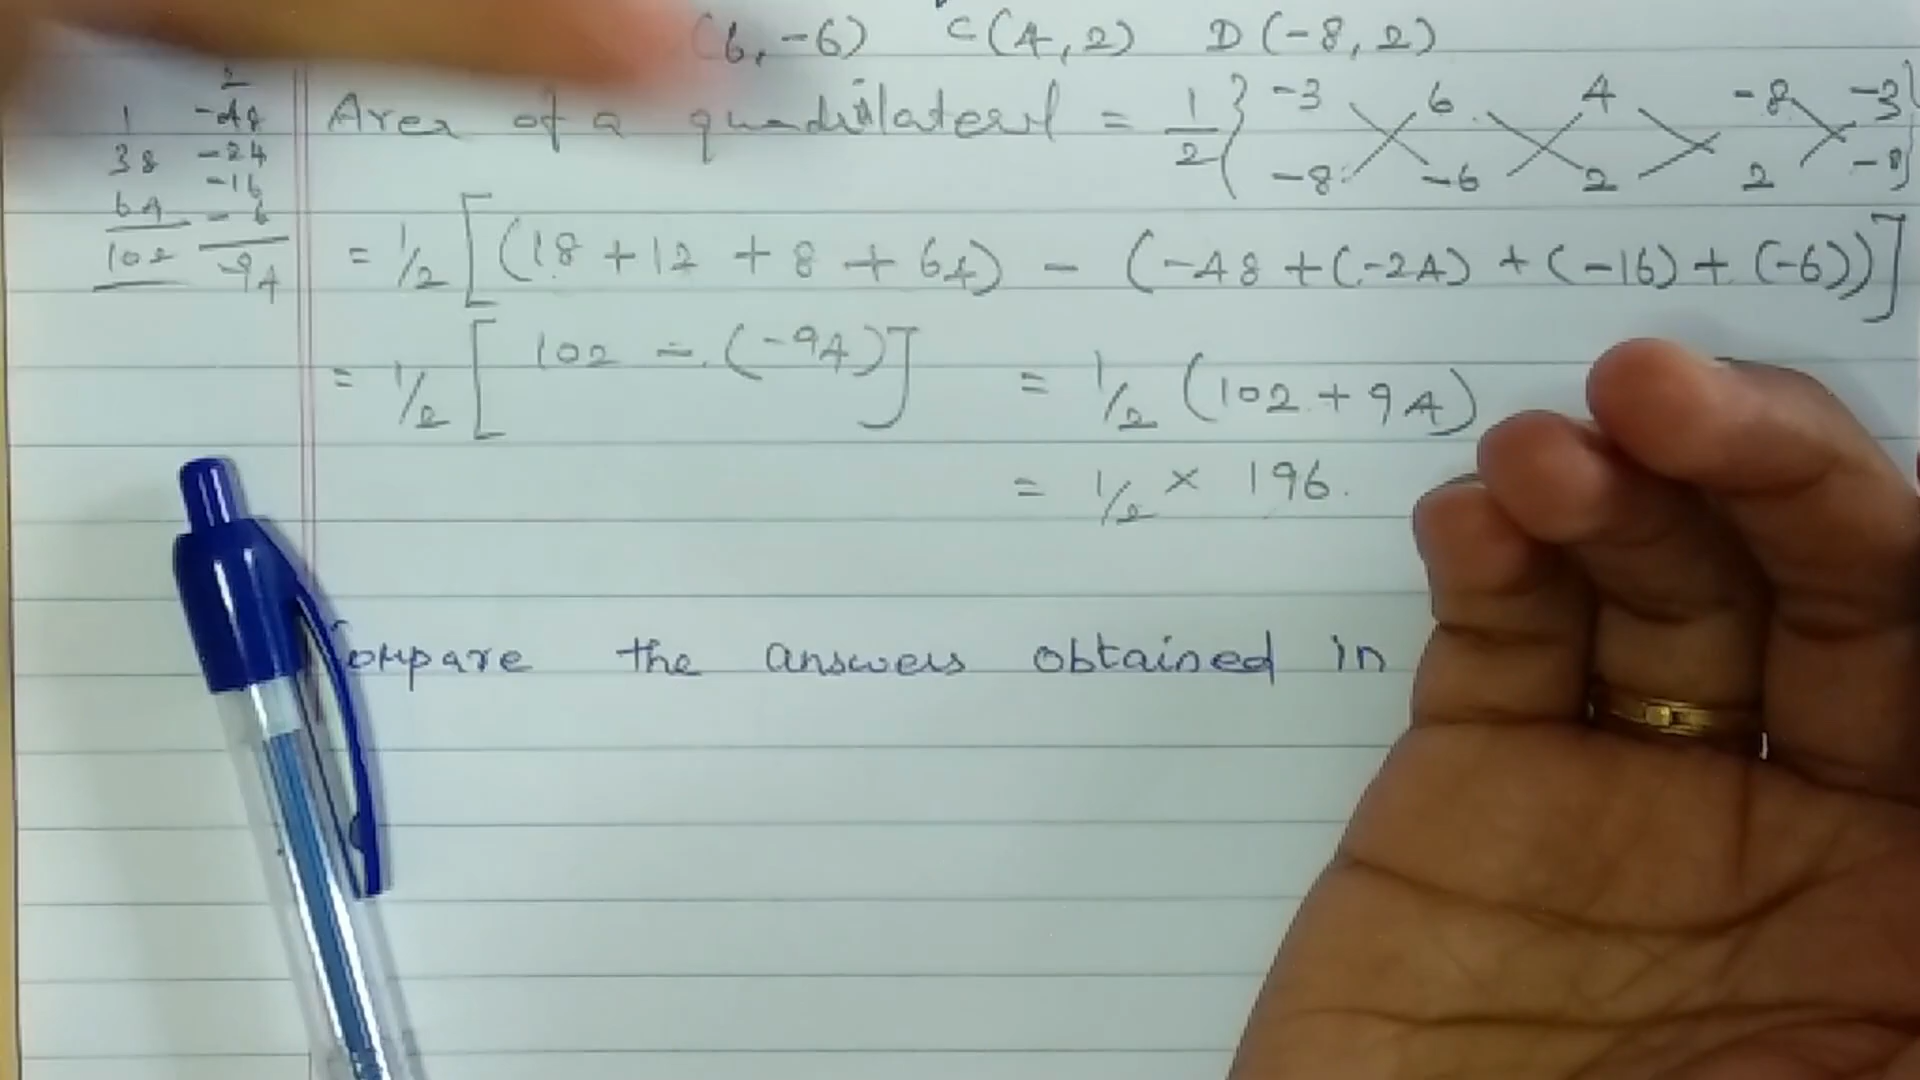 (6, -6) C(4, 2) D(-8, 2)
Area of a quadrilateral = 1/2 { -3 6 4 -8 -3
-8 -6 2 2 -8 }
= 1/2 [(18 + 12 + 8 + 64) - (-48 + (-24) + (-16) + (-6))]
= 1/2 [102 - (-94)] = 1/2 (102 + 94)
= 1/2 × 196.
2
1 -48
38 -24
-16
64 -6
102 -94
ompare the answers obtained in